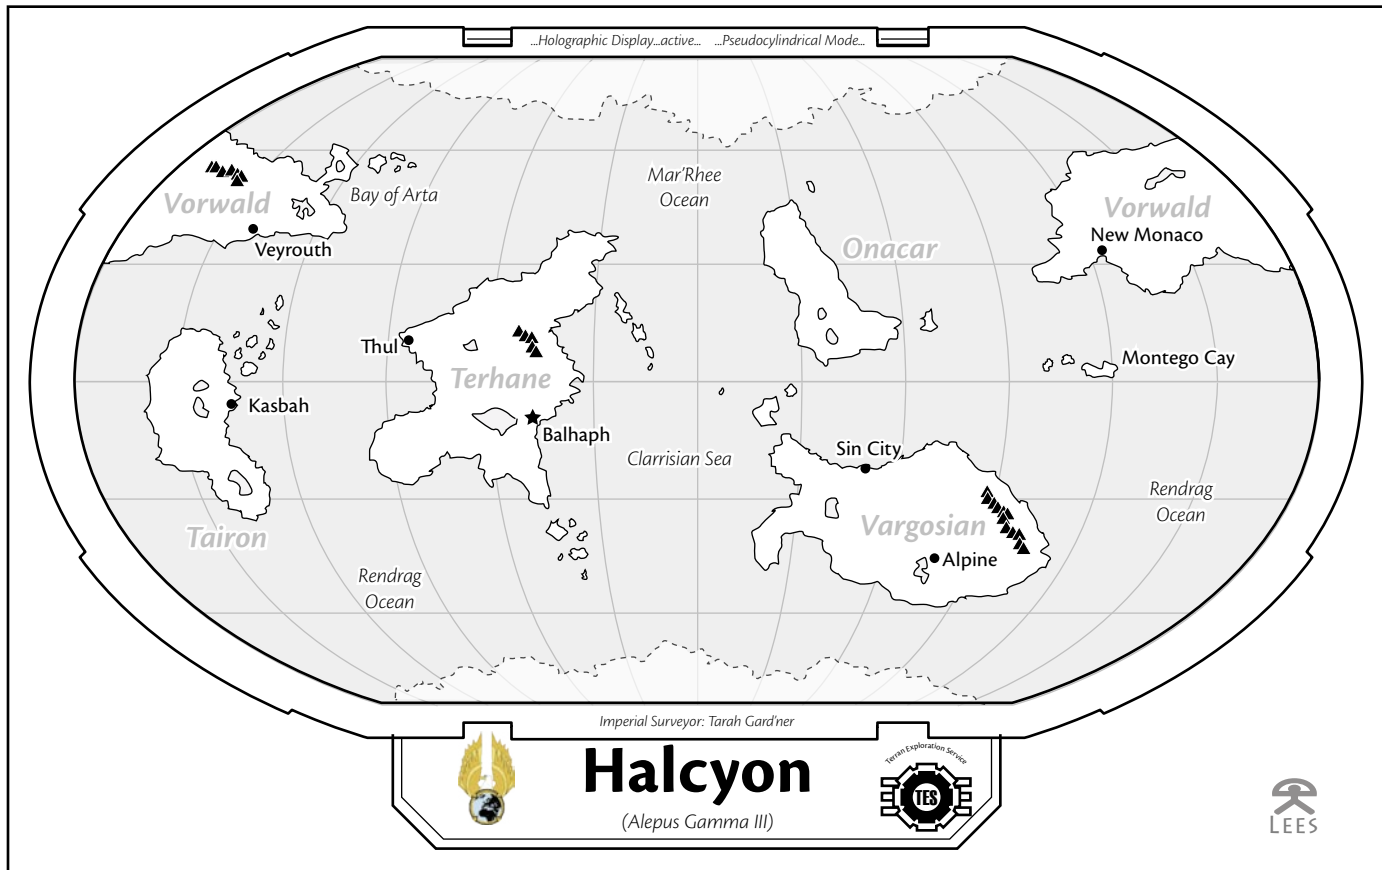 ...Holographic Display...active... ...Pseudocylindrical Mode...
Mar'Rhee
Ocean
Bay of Arta
Vorwald
Vorwald
Veyrouth
New Monaco
Onacar
Thul
Terhane
Montego Cay
Kasbah
Balhaph
Sin City
Clarrisian Sea
Rendrag
Ocean
Vargosian
Tairon
Alpine
Rendrag
Ocean
Imperial Surveyor: Tarah Gard'ner
Halcyon
(Alepus Gamma III)
Terran Exploration Service
TES
LEES